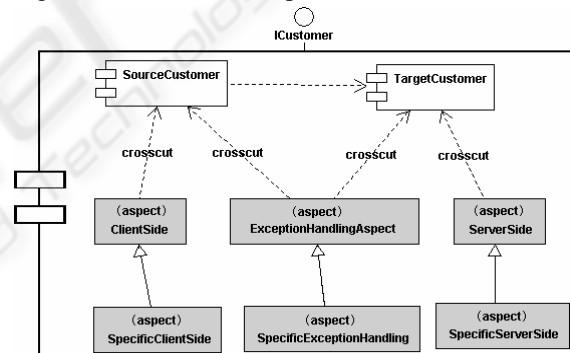 ICustomer
SourceCustomer
TargetCustomer
crosscut
crosscut
crosscut
crosscut
(aspect)
ClientSide
(aspect)
ExceptionHandlingAspect
(aspect)
ServerSide
(aspect)
SpecificClientSide
(aspect)
SpecificExceptionHandling
(aspect)
SpecificServerSide